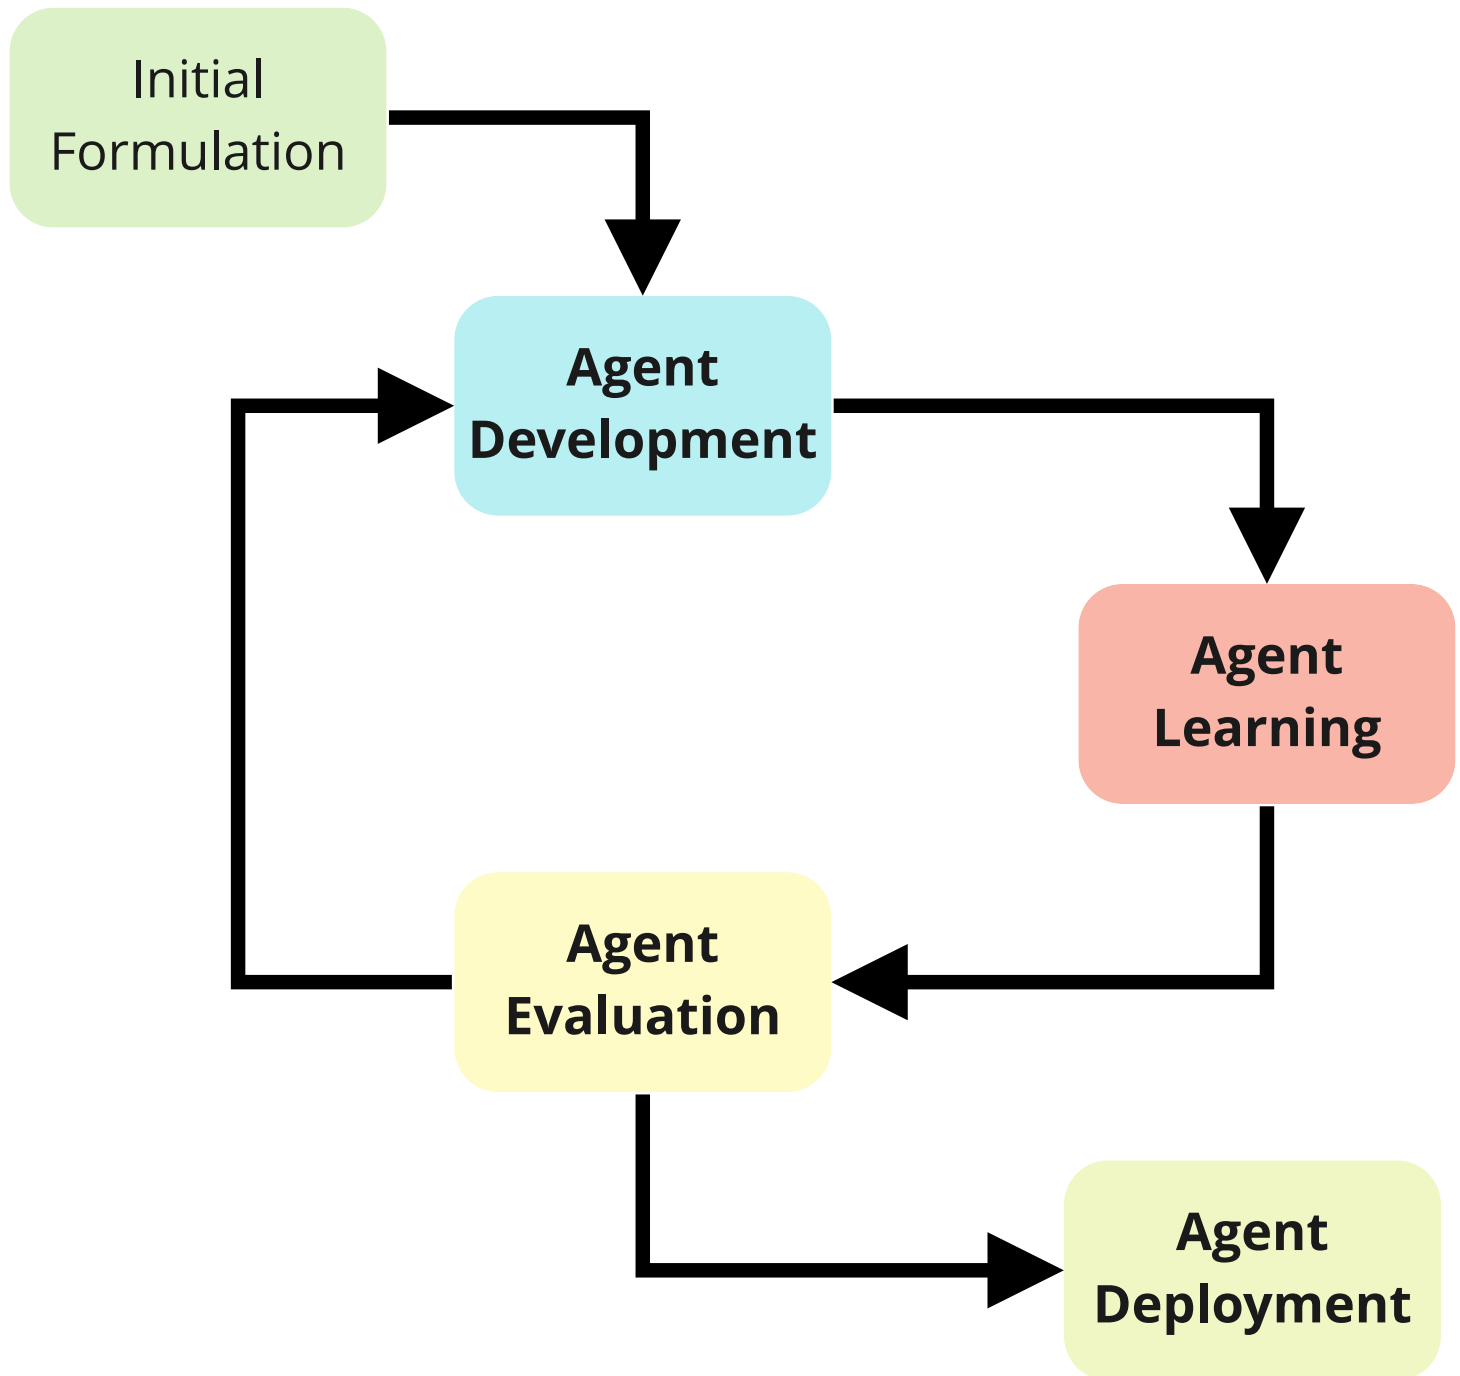 Initial
Formulation
Agent
Development
Agent
Learning
Agent
Evaluation
Agent
Deployment